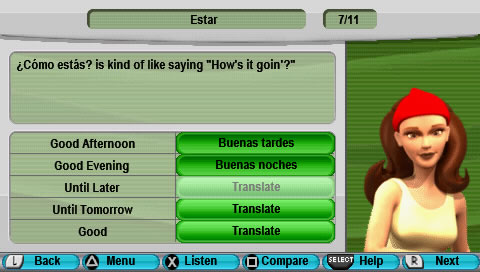 Estar 7/11
¿Cómo estás? is kind of like saying "How's it goin'?"
Good Afternoon Buenas tardes
Good Evening Buenas noches
Until Later Translate
Until Tomorrow Translate
Good Translate
L Back Menu X Listen Compare SELECT Help R Next